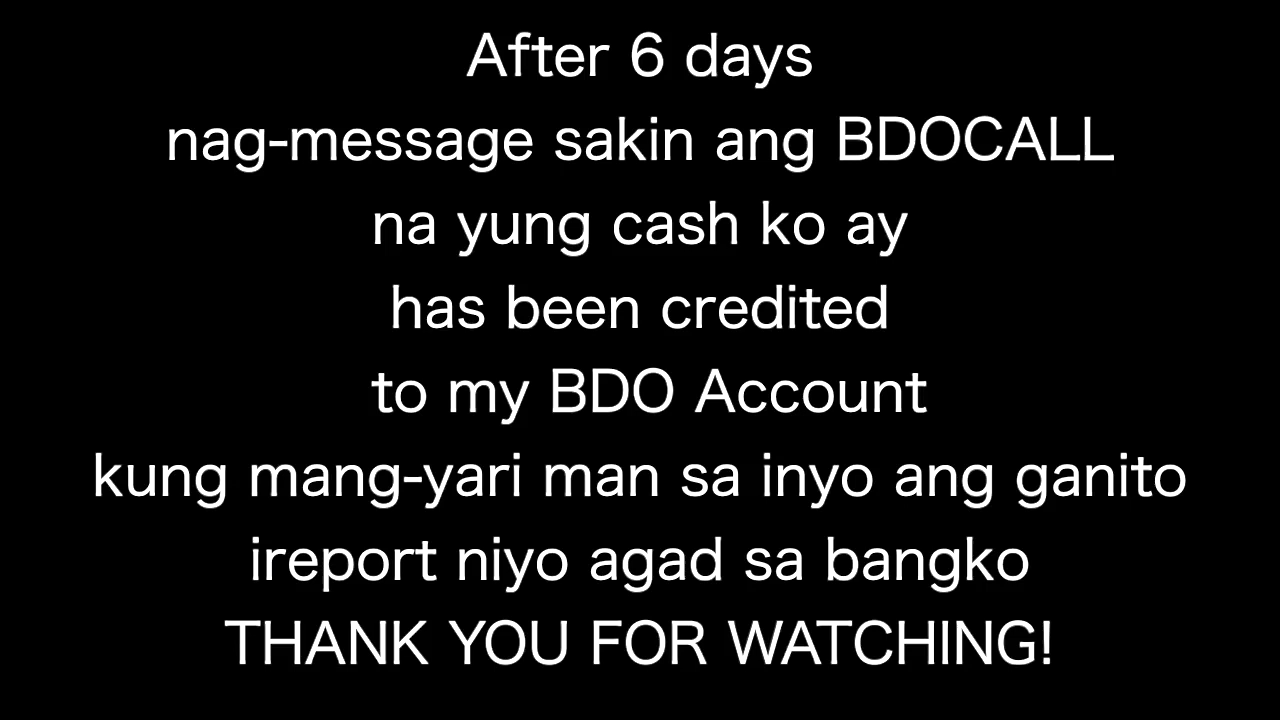 After 6 days
nag-message sakin ang BDOCALL
na yung cash ko ay
has been credited
to my BDO Account
kung mang-yari man sa inyo ang ganito
ireport niyo agad sa bangko
THANK YOU FOR WATCHING!